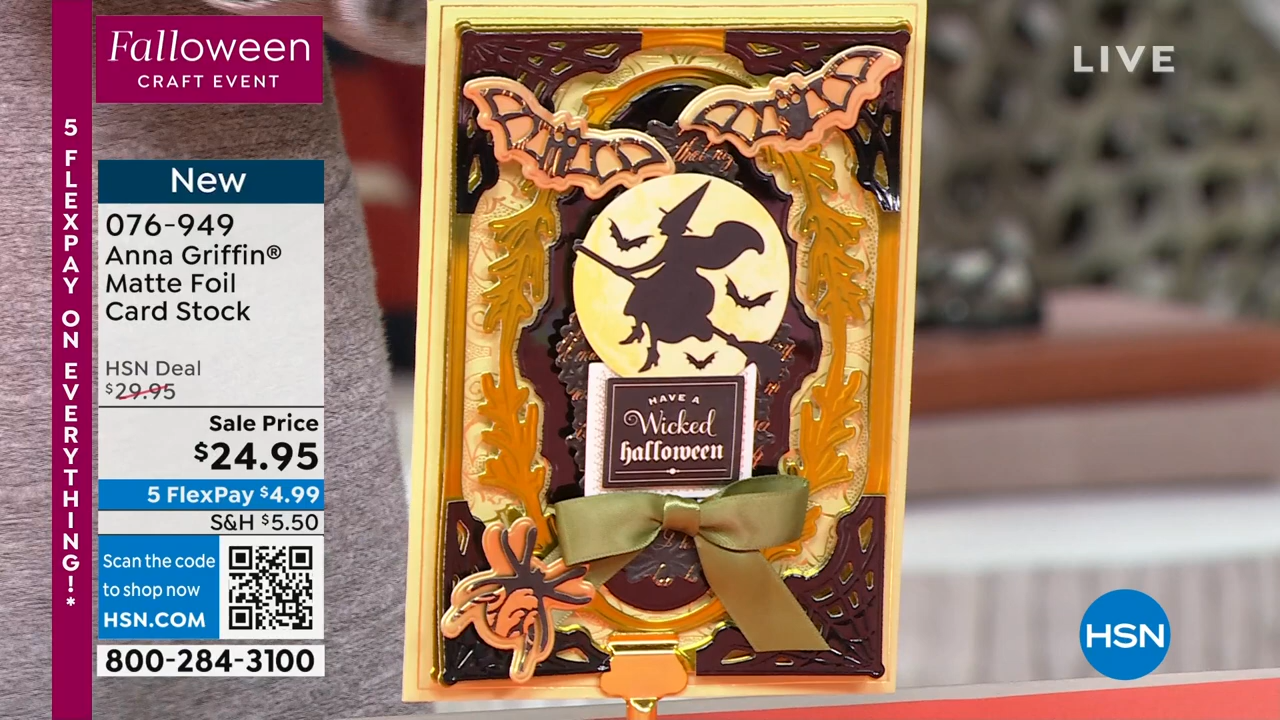 Falloween
CRAFT EVENT
5 FLEXPAY ON EVERYTHING!*
New
076-949
Anna Griffin®
Matte Foil
Card Stock
HSN Deal
$29.95
Sale Price
$24.95
5 FlexPay $4.99
S&H $5.50
Scan the code
to shop now
HSN.COM
800-284-3100
LIVE
HAVE A
Wicked
halloween
HSN